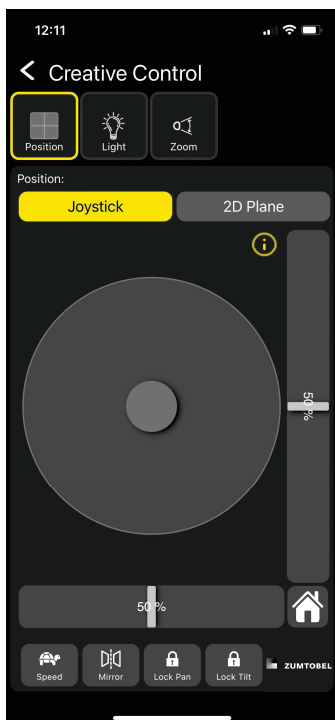 12:11
Creative Control
Position
Light
Zoom
Position:
Joystick
2D Plane
50 %
50 %
Speed
Mirror
Lock Pan
Lock Tilt
ZUMTOBEL